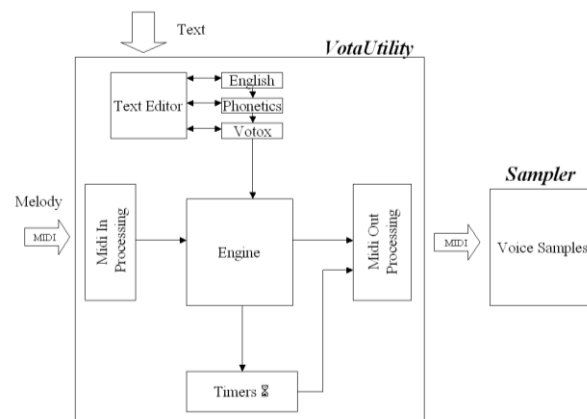 Text
VotaUtility
English
Text Editor
Phonetics
Votox
Sampler
Melody
MIDI
Midi In
Processing
Engine
Midi Out
Processing
MIDI
Voice Samples
Timers ⌛